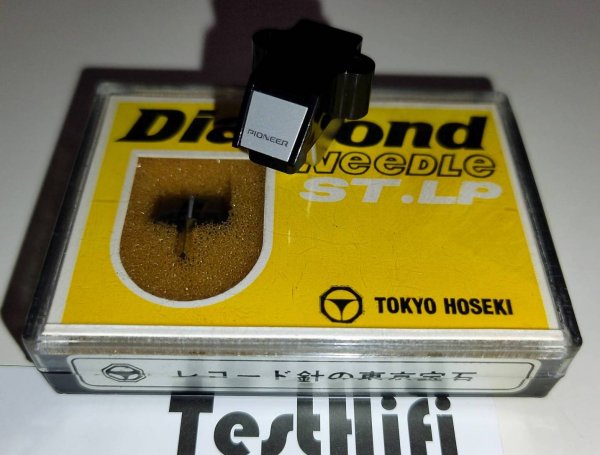 PIONEER
Diamond
NEEDLE
ST.LP
TOKYO HOSEKI
レコード針の東京宝石
TestHifi